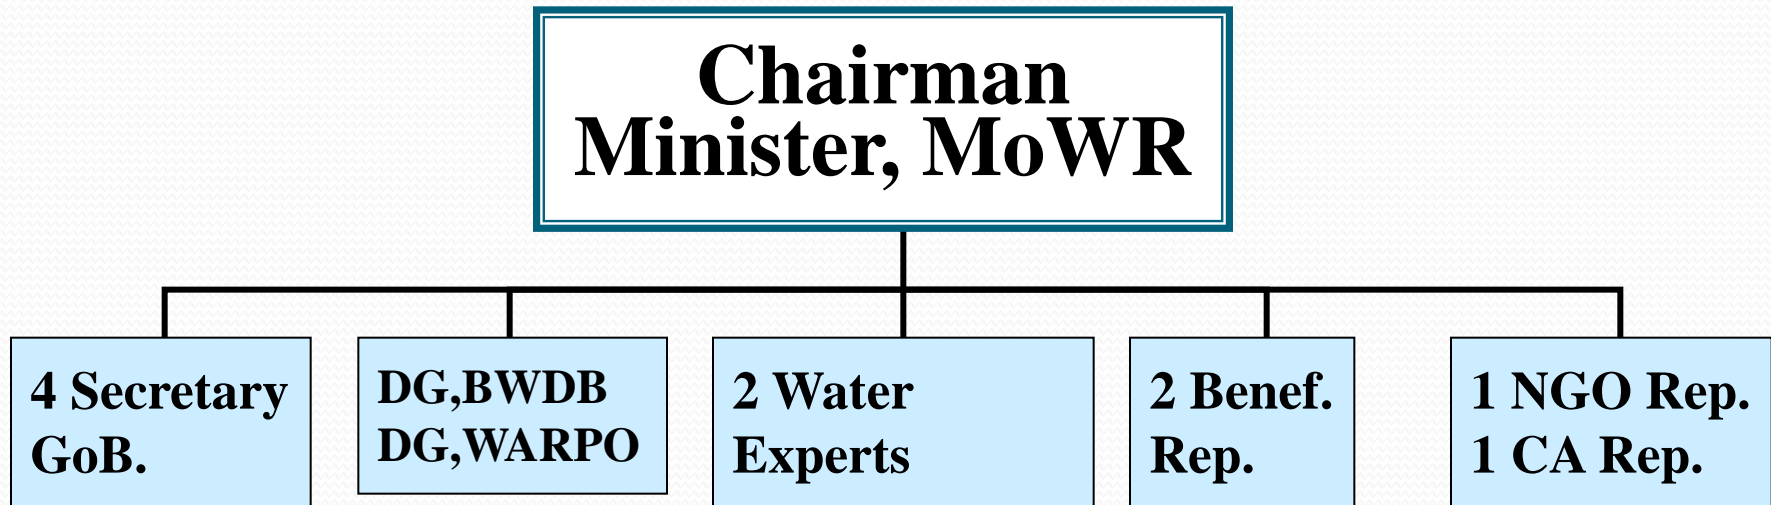 Chairman
Minister, MoWR
4 Secretary
GoB.
DG,BWDB
DG,WARPO
2 Water
Experts
2 Benef.
Rep.
1 NGO Rep.
1 CA Rep.